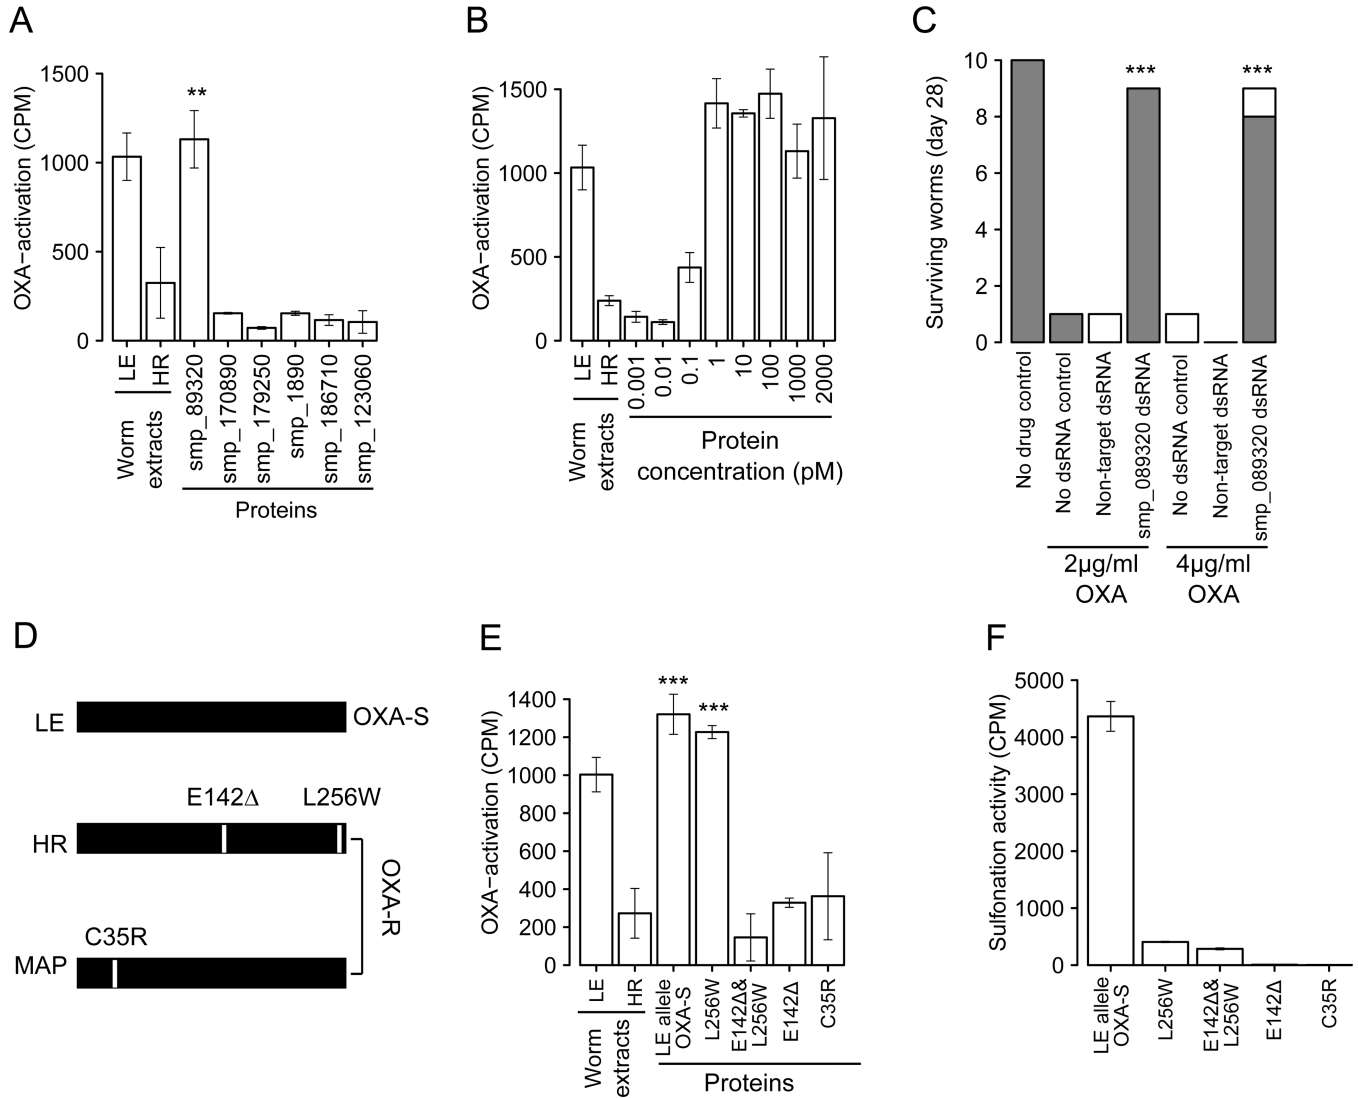 A
OXA−activation (CPM)
1500
1000
500
0
**
LE
HR
smp_89320
smp_170890
smp_179250
smp_1890
smp_186710
smp_123060
Worm
extracts
Proteins
B
OXA−activation (CPM)
1500
1000
500
0
LE
HR
0.001
0.01
0.1
1
10
100
1000
2000
Worm
extracts
Protein
concentration (pM)
C
Surviving worms (day 28)
10
8
6
4
2
0
***
***
No drug control
No dsRNA control
Non-target dsRNA
smp_089320 dsRNA
No dsRNA control
Non-target dsRNA
smp_089320 dsRNA
2µg/ml
OXA
4µg/ml
OXA
D
LE
OXA-S
E142Δ
L256W
HR
OXA-R
C35R
MAP
E
OXA−activation (CPM)
1400
1200
1000
800
600
400
200
0
***
***
LE
HR
LE allele
OXA-S
L256W
E142Δ&
L256W
E142Δ
C35R
Worm
extracts
Proteins
F
Sulfonation activity (CPM)
5000
4000
3000
2000
1000
0
LE allele
OXA-S
L256W
E142Δ&
L256W
E142Δ
C35R